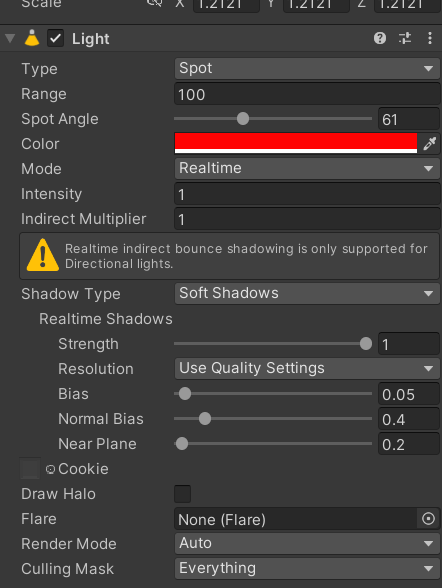 Scale X 1.2121 Y 1.2121 Z 1.2121
Light
Type Spot
Range 100
Spot Angle 61
Color
Mode Realtime
Intensity 1
Indirect Multiplier 1
Realtime indirect bounce shadowing is only supported for
Directional lights.
Shadow Type Soft Shadows
Realtime Shadows
Strength 1
Resolution Use Quality Settings
Bias 0.05
Normal Bias 0.4
Near Plane 0.2
Cookie
Draw Halo
Flare None (Flare)
Render Mode Auto
Culling Mask Everything